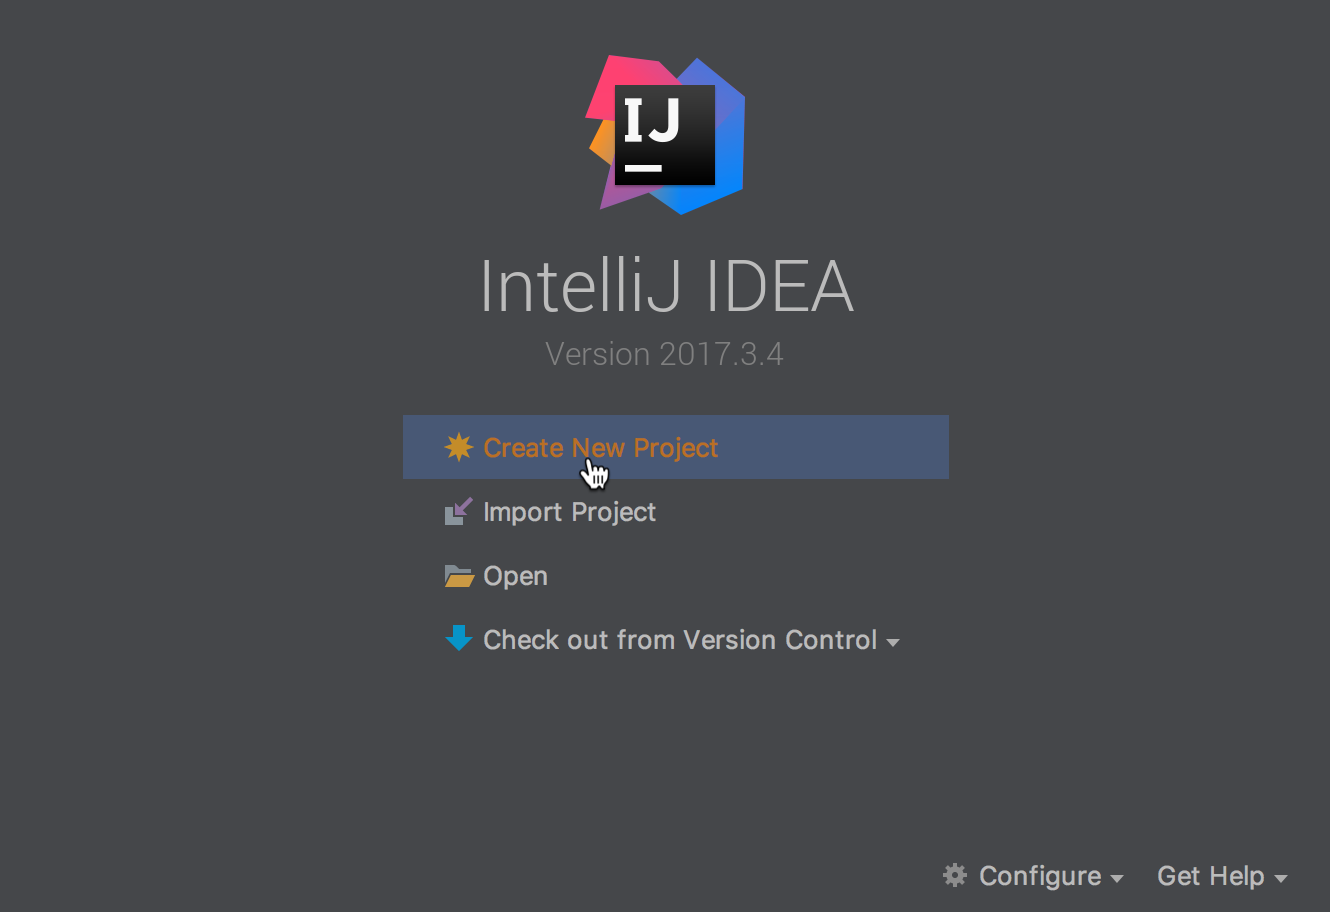 IJ
IntelliJ IDEA
Version 2017.3.4
Create New Project
Import Project
Open
Check out from Version Control
Configure
Get Help